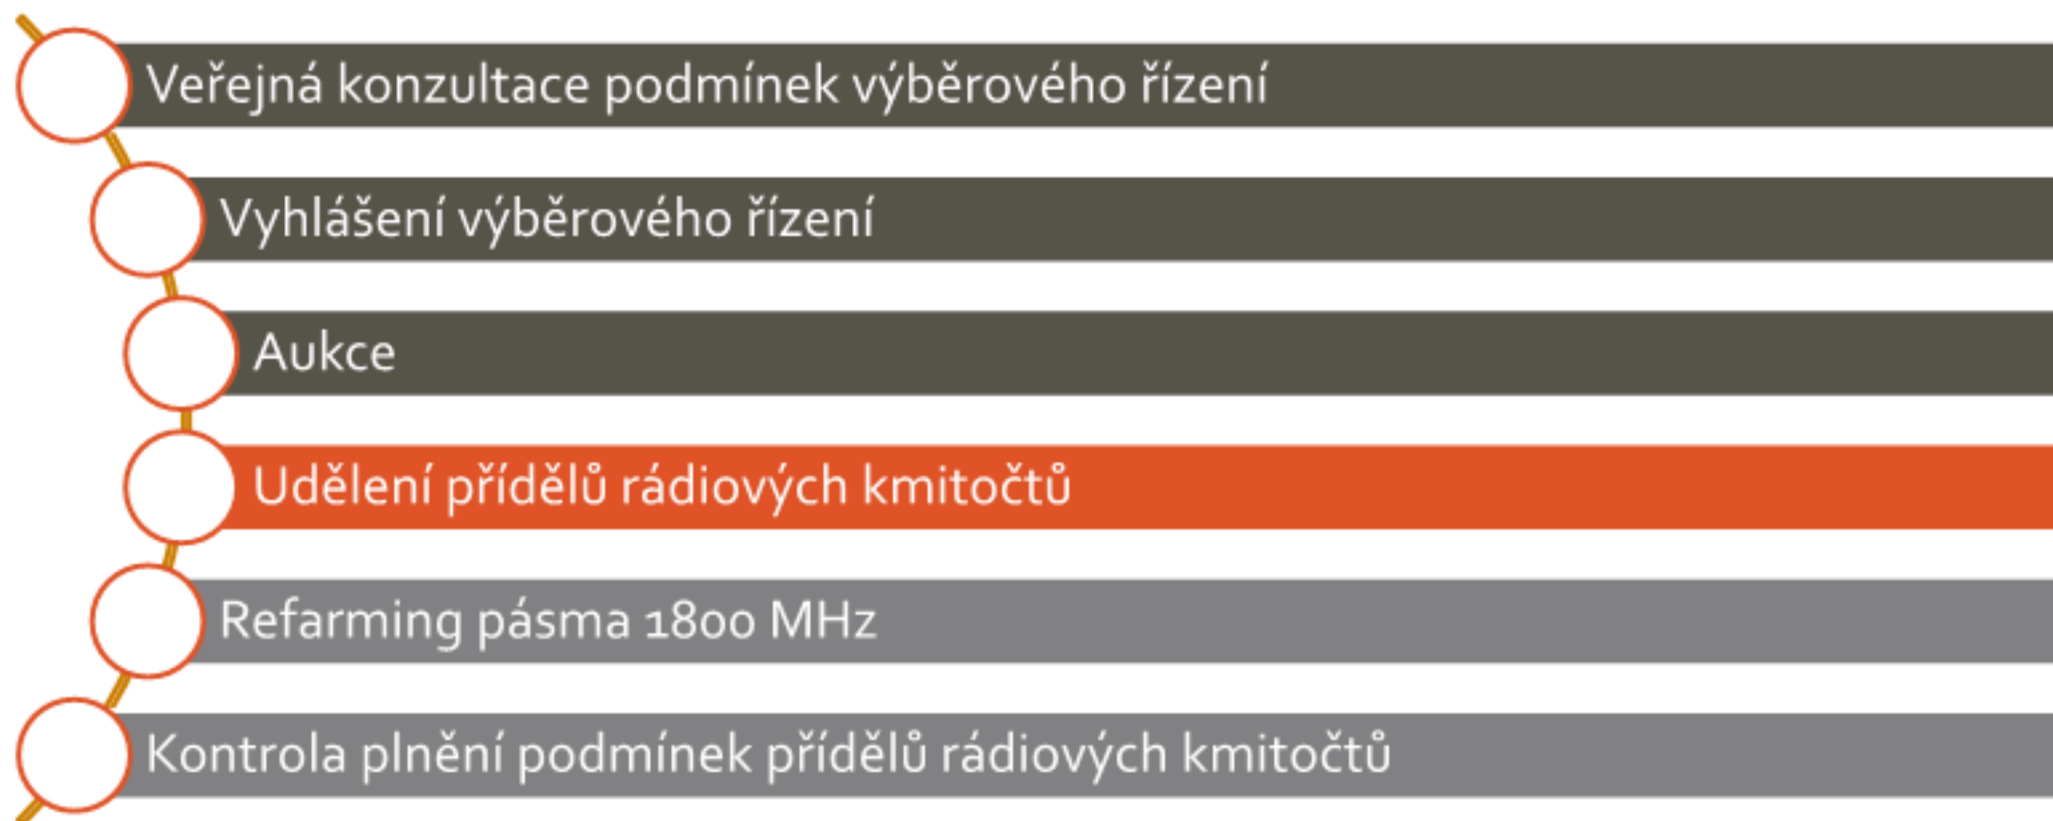 Veřejná konzultace podmínek výběrového řízení
Vyhlášení výběrového řízení
Aukce
Udělení přídělů rádiových kmitočtů
Refarming pásma 1800 MHz
Kontrola plnění podmínek přídělů rádiových kmitočtů